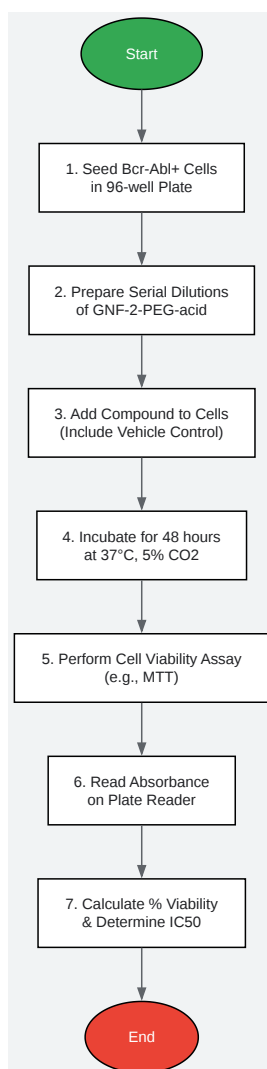 Start
1. Seed Bcr-Abl+ Cells
in 96-well Plate
2. Prepare Serial Dilutions
of GNF-2-PEG-acid
3. Add Compound to Cells
(Include Vehicle Control)
4. Incubate for 48 hours
at 37°C, 5% CO2
5. Perform Cell Viability Assay
(e.g., MTT)
6. Read Absorbance
on Plate Reader
7. Calculate % Viability
& Determine IC50
End